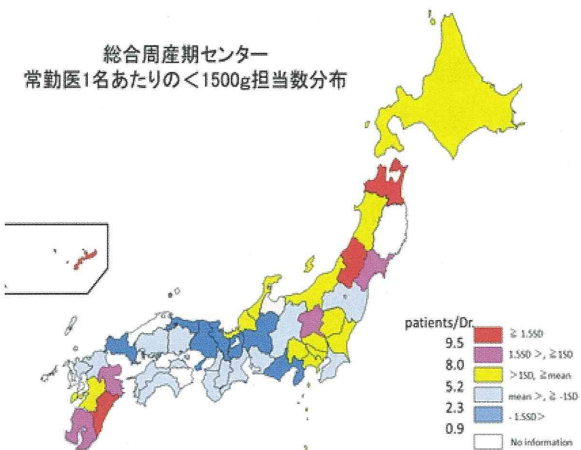 総合周産期センター
常勤医1名あたりの＜1500g担当数分布
patients/Dr.
≧ 1.5SD
9.5
1.5SD >, ≧1SD
8.0
>1SD, ≧mean
5.2
mean >, ≧ -1SD
2.3
- 1.5SD>
0.9
No information